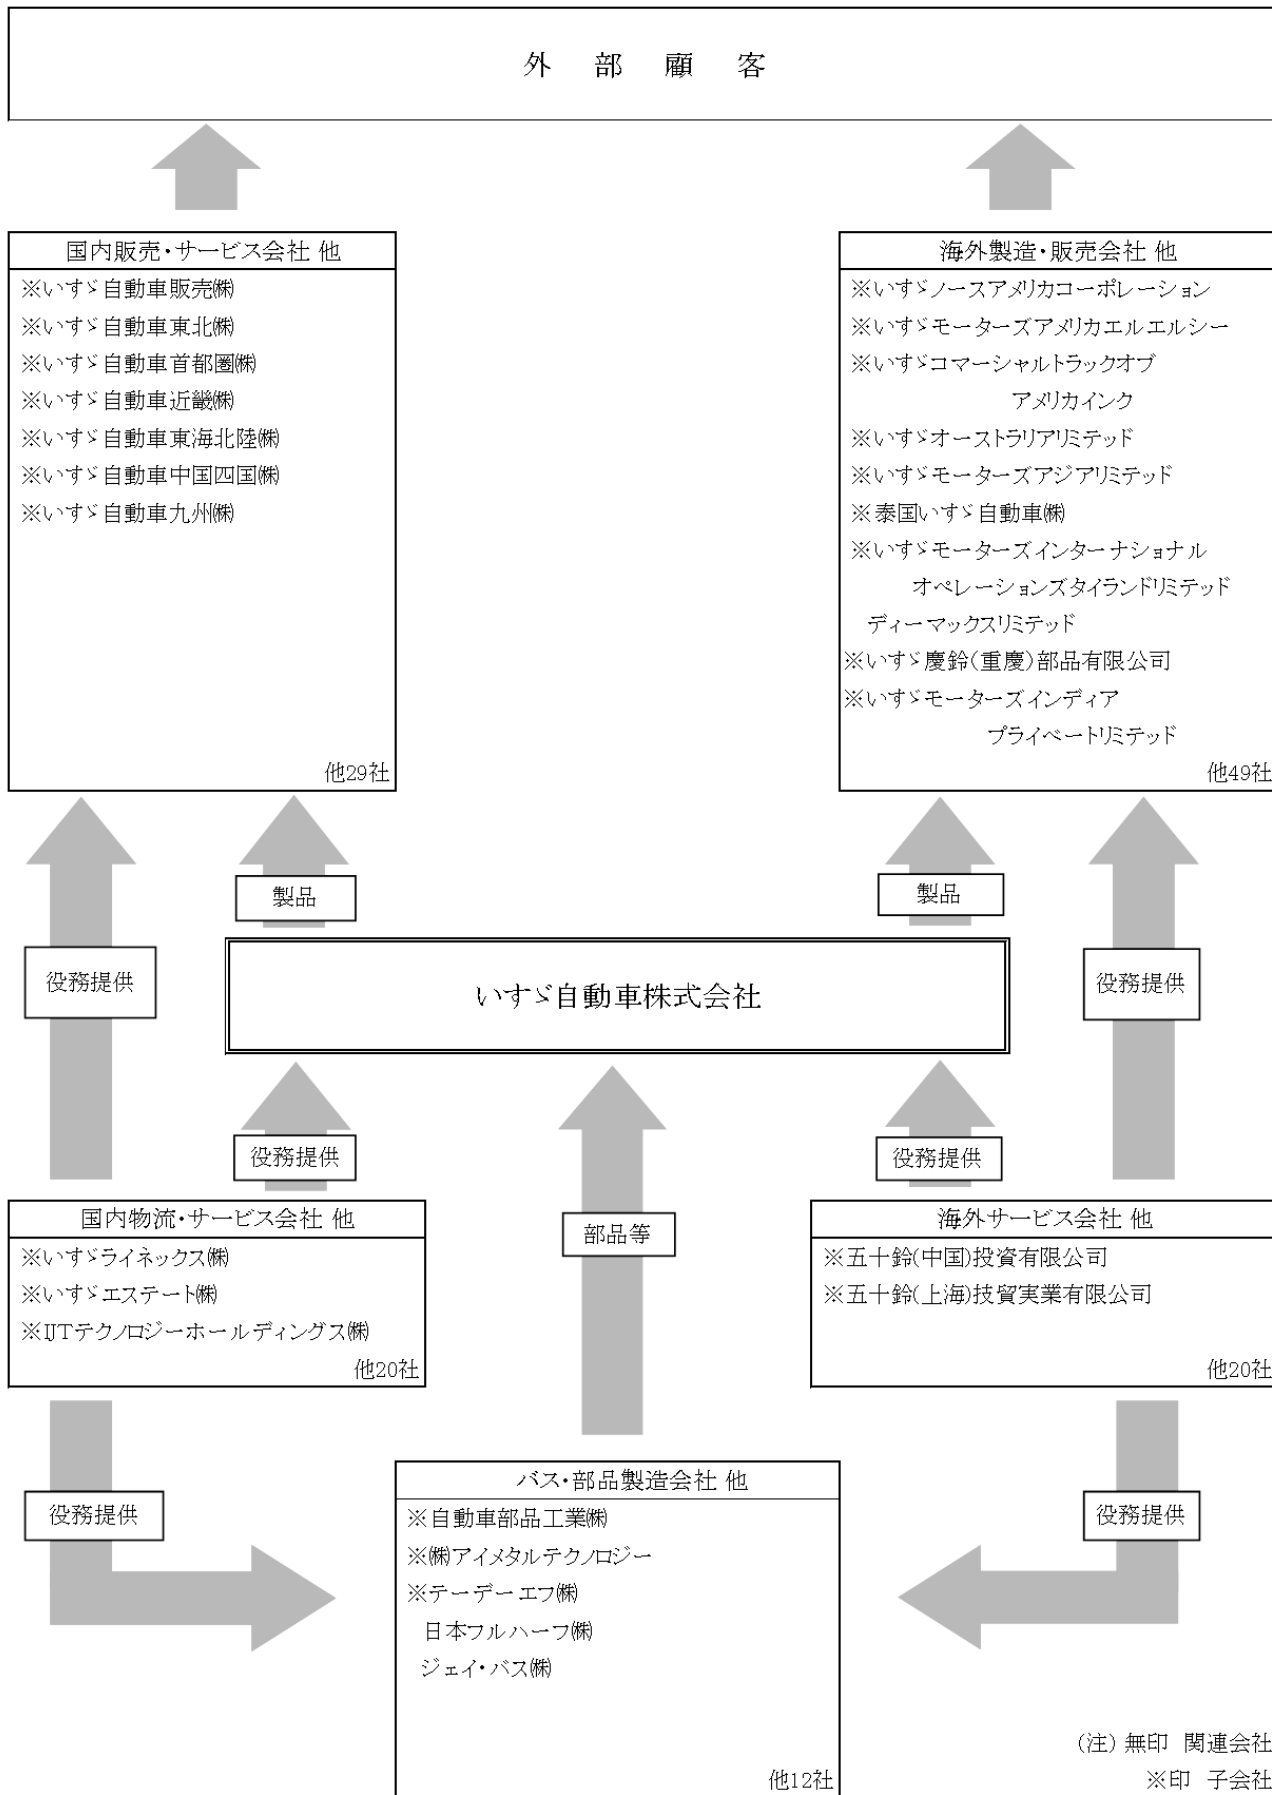 外部顧客
国内販売・サービス会社 他
※いすゞ自動車販売㈱
※いすゞ自動車東北㈱
※いすゞ自動車首都圏㈱
※いすゞ自動車近畿㈱
※いすゞ自動車東海北陸㈱
※いすゞ自動車中国四国㈱
※いすゞ自動車九州㈱
他29社
海外製造・販売会社 他
※いすゞノースアメリカコーポレーション
※いすゞモーターズアメリカエルエルシー
※いすゞコマーシャルトラックオブ
アメリカインク
※いすゞオーストラリアリミテッド
※いすゞモーターズアジアリミテッド
※泰国いすゞ自動車㈱
※いすゞモーターズインターナショナル
オペレーションズタイランドリミテッド
ディーマックスリミテッド
※いすゞ慶鈴(重慶)部品有限公司
※いすゞモーターズインディア
プライベートリミテッド
他49社
製品
製品
役務提供
いすゞ自動車株式会社
役務提供
役務提供
役務提供
国内物流・サービス会社 他
※いすゞライネックス㈱
※いすゞエステート㈱
※IJTテクノロジーホールディングス㈱
他20社
部品等
海外サービス会社 他
※五十鈴(中国)投資有限公司
※五十鈴(上海)技貿実業有限公司
他20社
役務提供
バス・部品製造会社 他
※自動車部品工業㈱
※㈱アイメタルテクノロジー
※テーデーエフ㈱
日本フルハーフ㈱
ジェイ・バス㈱
他12社
役務提供
(注) 無印 関連会社
※印 子会社